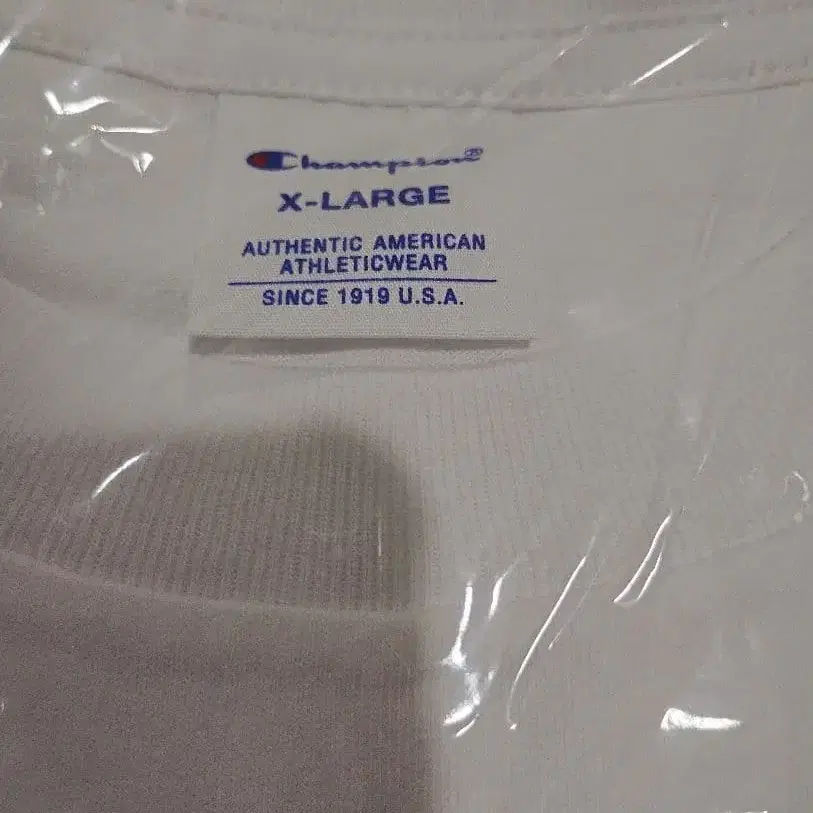 Champion®
X-LARGE
AUTHENTIC AMERICAN
ATHLETICWEAR
SINCE 1919 U.S.A.